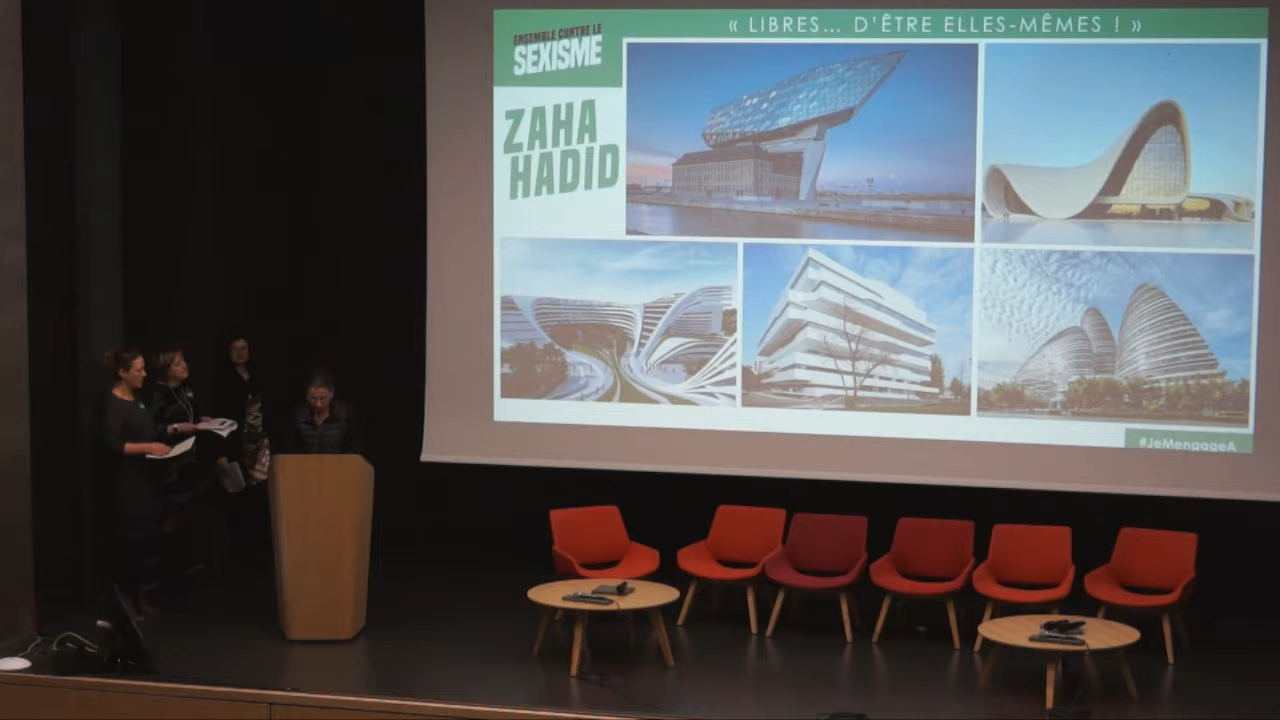 « LIBRES... D'ÊTRE ELLES-MÊMES ! »
ENSEMBLE CONTRE LE
SEXISME
ZAHA
HADID
#JeMengageA